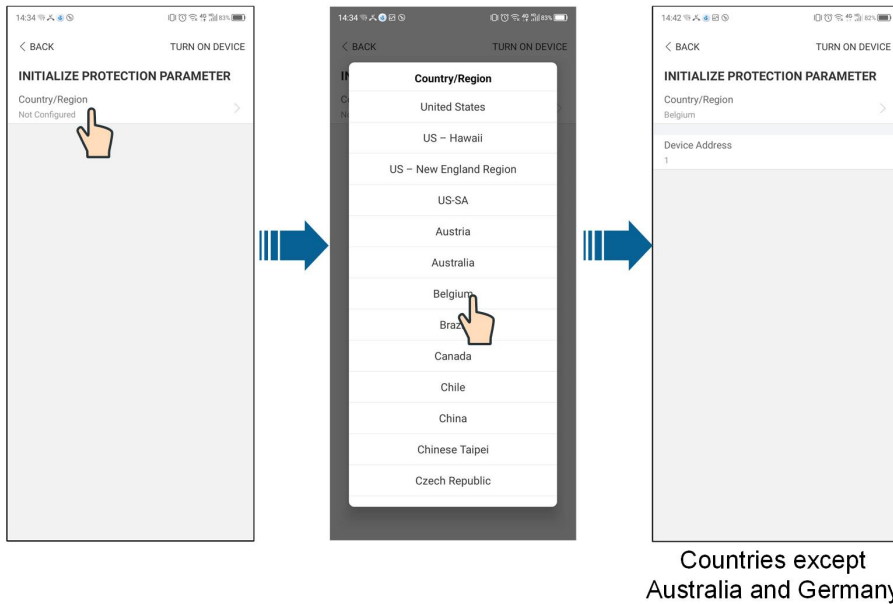 14:34
83%
BACK
TURN ON DEVICE
INITIALIZE PROTECTION PARAMETER
Country/Region
Not Configured
14:34
83%
BACK
TURN ON DEVICE
Country/Region
United States
US – Hawaii
US – New England Region
US-SA
Austria
Australia
Belgium
Canada
Chile
China
Chinese Taipei
Czech Republic
14:42
82%
BACK
TURN ON DEVICE
INITIALIZE PROTECTION PARAMETER
Country/Region
Belgium
Device Address
1
Countries except
Australia and Germany